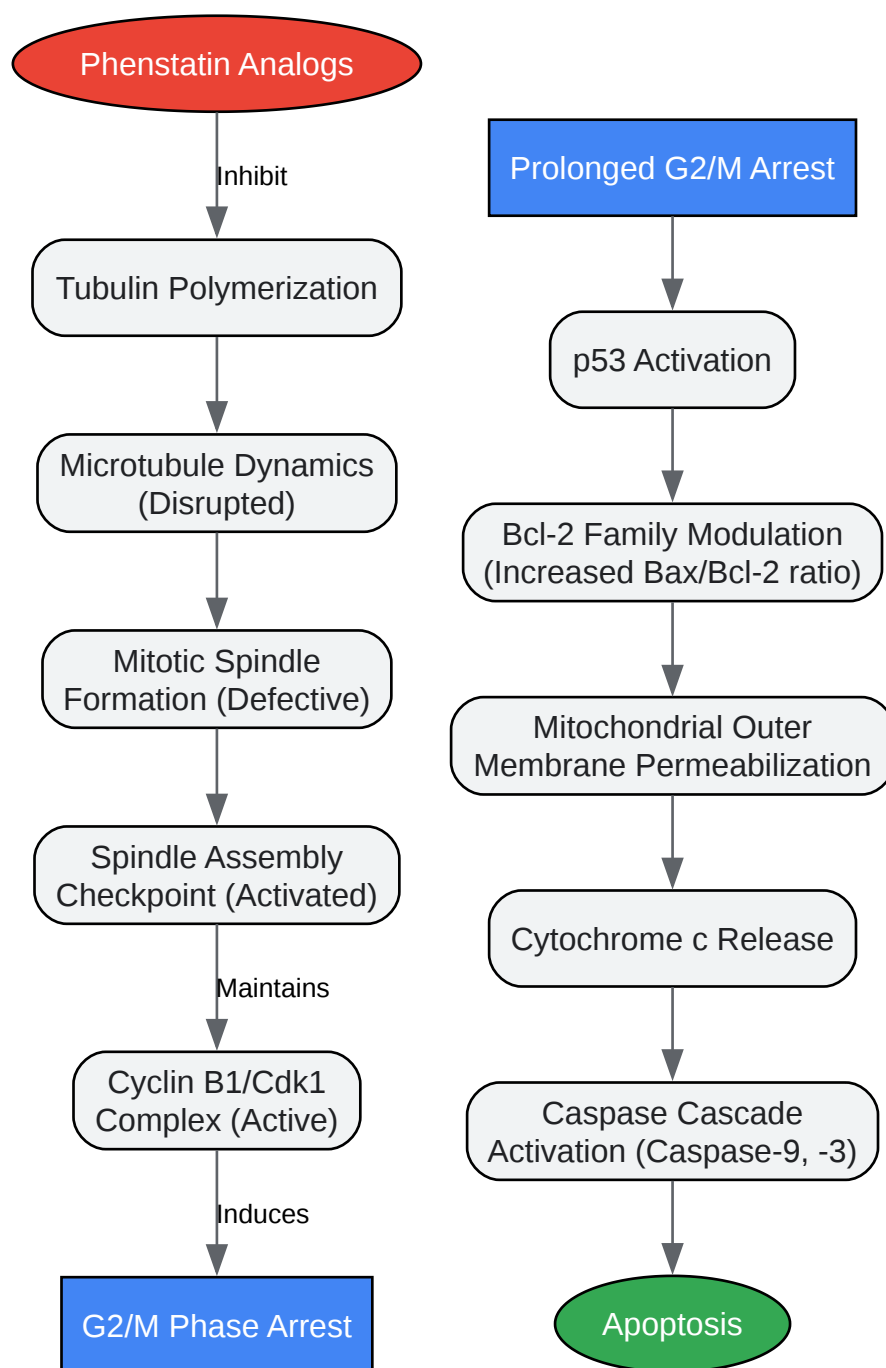 Phenstatin Analogs
Inhibit
Tubulin Polymerization
Microtubule Dynamics
(Disrupted)
Mitotic Spindle
Formation (Defective)
Spindle Assembly
Checkpoint (Activated)
Maintains
Cyclin B1/Cdk1
Complex (Active)
Induces
G2/M Phase Arrest
Prolonged G2/M Arrest
p53 Activation
Bcl-2 Family Modulation
(Increased Bax/Bcl-2 ratio)
Mitochondrial Outer
Membrane Permeabilization
Cytochrome c Release
Caspase Cascade
Activation (Caspase-9, -3)
Apoptosis